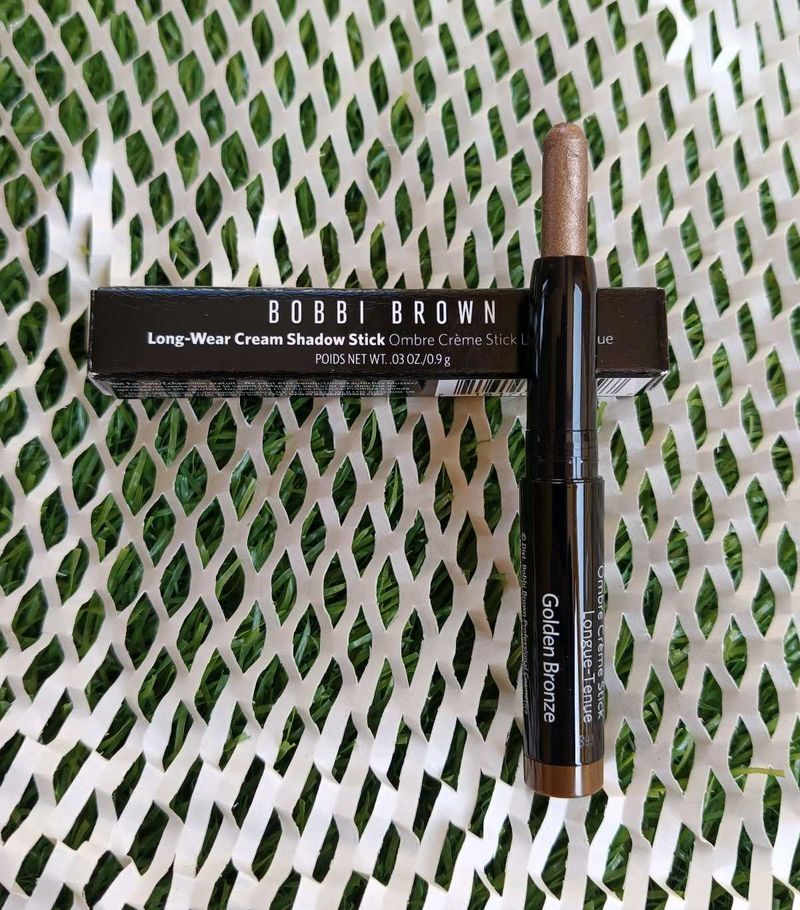 BOBBI BROWN
Long-Wear Cream Shadow Stick Ombre Crème Stick
POIDS NET WT. .03 OZ./0.9 g
Ombre Crème Stick
Longue-Tenue
Golden Bronze
© Dist. Bobbi Brown Professional Cosmetics